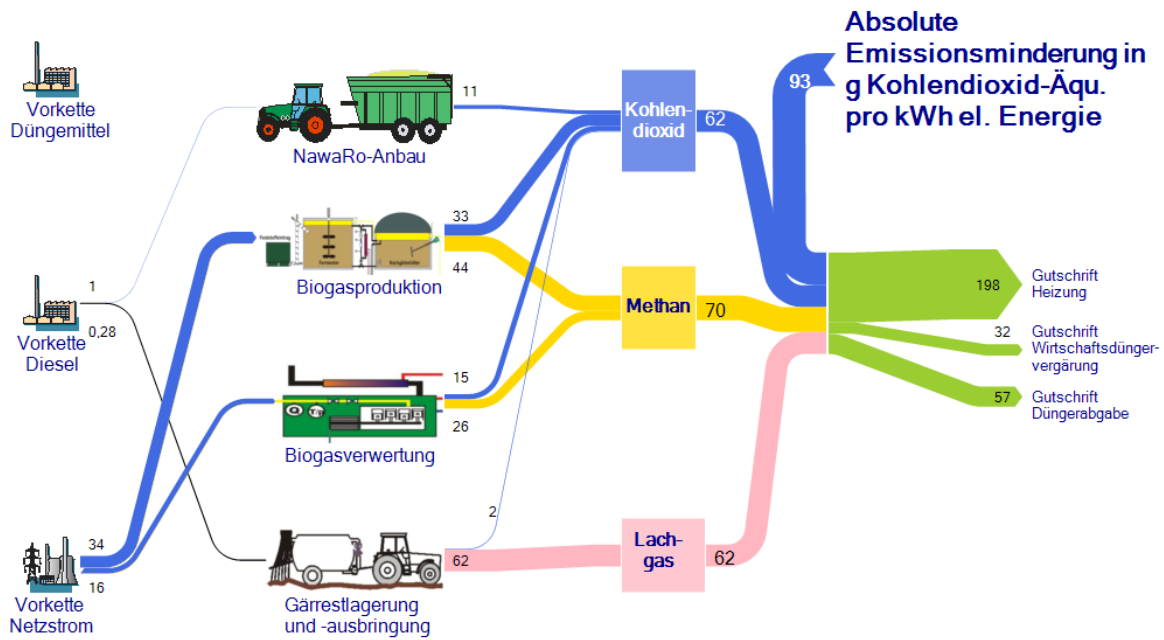 Absolute
Emissionsminderung in
g Kohlendioxid-Äqu.
pro kWh el. Energie
93
Vorkette
Düngemittel
11
NawaRo-Anbau
Kohlen-
dioxid
62
33
44
Biogasproduktion
Methan
70
198
Gutschrift
Heizung
32
Gutschrift
Wirtschaftsdünger-
vergärung
57
Gutschrift
Düngerabgabe
1
0,28
Vorkette
Diesel
15
26
Q
Biogasverwertung
2
62
Lach-
gas
62
34
16
Vorkette
Netzstrom
Gärrestlagerung
und -ausbringung